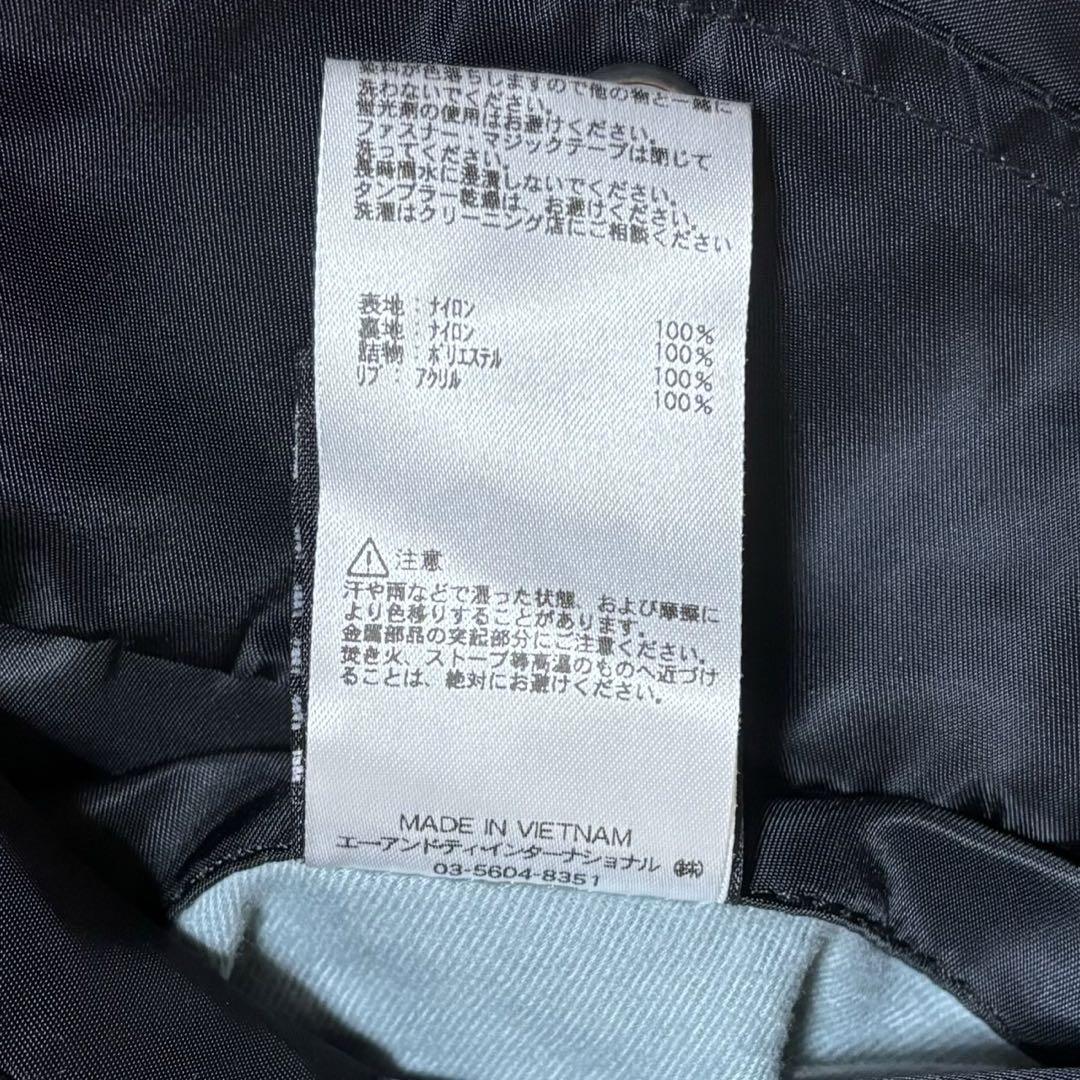 が色落ちしますので他の物と一緒に
洗わないでください。
蛍光剤の使用はお避けください。
ファスナー、マジックテープは閉じて
洗ってください。
長時間水に浸漬しないでください。
タンブラー乾燥は、お避けください。
洗濯はクリーニング店にご相談ください
表地:ナイロン 100%
裏地:ナイロン 100%
詰物:ポリエステル 100%
リブ:アクリル 100%
注意
汗や雨などで湿った状態、および摩擦に
より色移りすることがあります。
金属部品の突起部分にご注意ください。
焚き火、ストーブ等高温のものへ近づけ
ることは、絶対にお避けください。
MADE IN VIETNAM
エー・アンド・ティ・インターナショナル ㈱
03-5604-8351